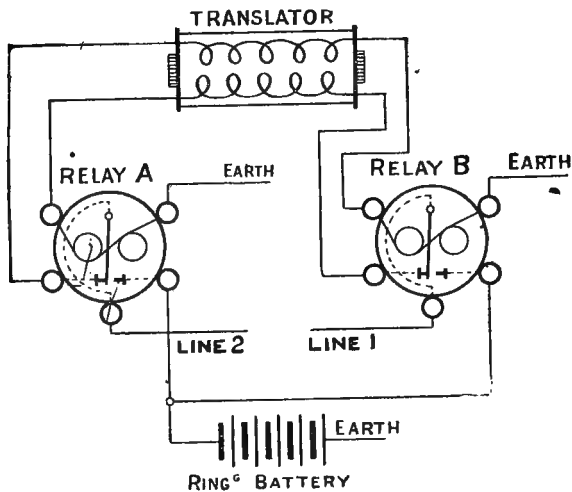 TRANSLATOR
RELAY A
EARTH
RELAY B
EARTH
LINE 2
LINE 1
EARTH
RINGᴳ BATTERY